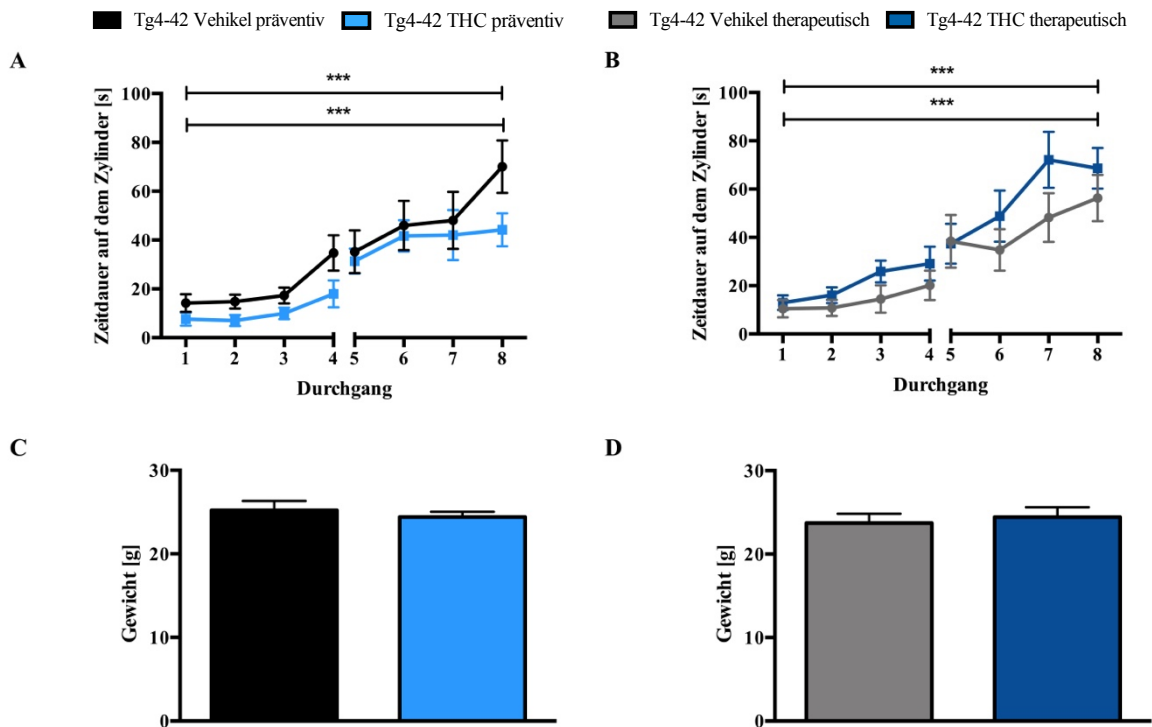 Tg4-42 Vehikel präventiv Tg4-42 THC präventiv Tg4-42 Vehikel therapeutisch Tg4-42 THC therapeutisch
A
***
***
Zeitdauer auf dem Zylinder [s]
100
80
60
40
20
0
1 2 3 4 5 6 7 8
Durchgang
B
***
***
Zeitdauer auf dem Zylinder [s]
100
80
60
40
20
0
1 2 3 4 5 6 7 8
Durchgang
C
Gewicht [g]
30
20
10
0
D
Gewicht [g]
30
20
10
0